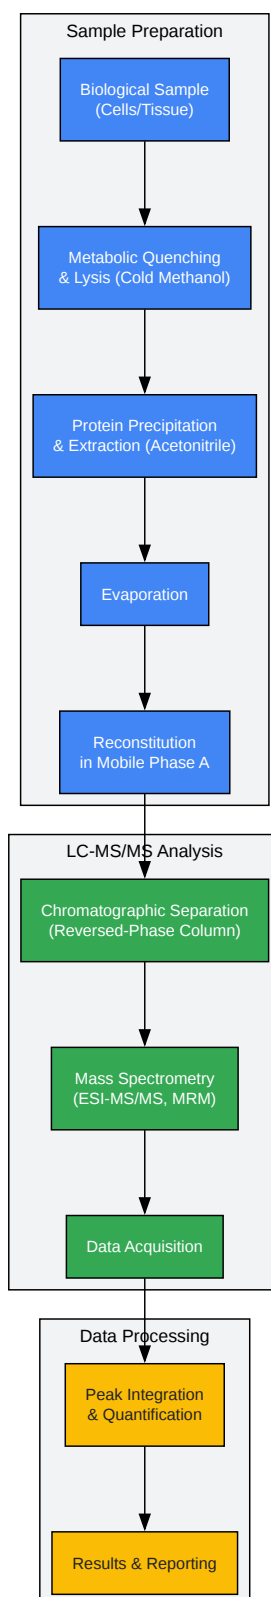 Sample Preparation
Biological Sample
(Cells/Tissue)
Metabolic Quenching
& Lysis (Cold Methanol)
Protein Precipitation
& Extraction (Acetonitrile)
Evaporation
Reconstitution
in Mobile Phase A
LC-MS/MS Analysis
Chromatographic Separation
(Reversed-Phase Column)
Mass Spectrometry
(ESI-MS/MS, MRM)
Data Acquisition
Data Processing
Peak Integration
& Quantification
Results & Reporting